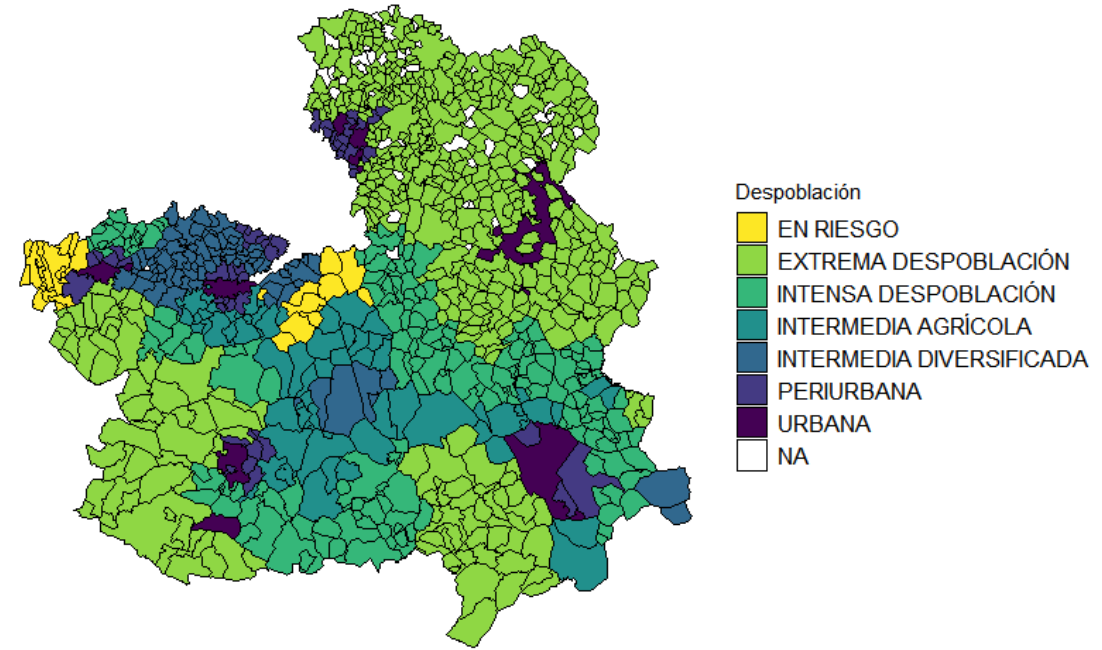 Despoblación
EN RIESGO
EXTREMA DESPOBLACIÓN
INTENSA DESPOBLACIÓN
INTERMEDIA AGRÍCOLA
INTERMEDIA DIVERSIFICADA
PERIURBANA
URBANA
NA